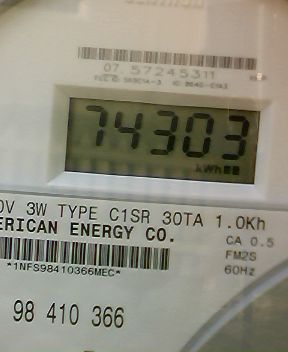 07 57245311
74303
kWh
0V 3W TYPE C1SR 30TA 1.0Kh
ERICAN ENERGY CO.
CA 0.5
*1NFS98410366MEC*
FM2S
60Hz
98 410 366